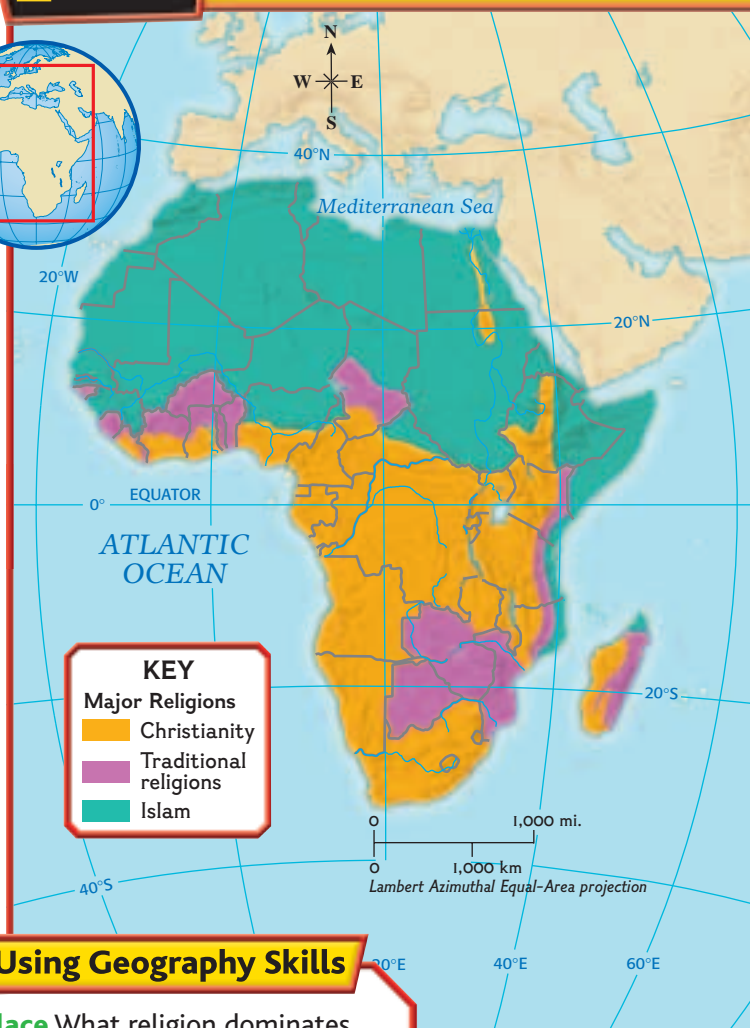 N
W E
S
40°N
Mediterranean Sea
20°W
20°N
0°
EQUATOR
ATLANTIC
OCEAN
KEY
Major Religions
Christianity
Traditional
religions
Islam
20°S
0 1,000 mi.
0 1,000 km
Lambert Azimuthal Equal-Area projection
40°S
Using Geography Skills
40°E
60°E
What religion dominates